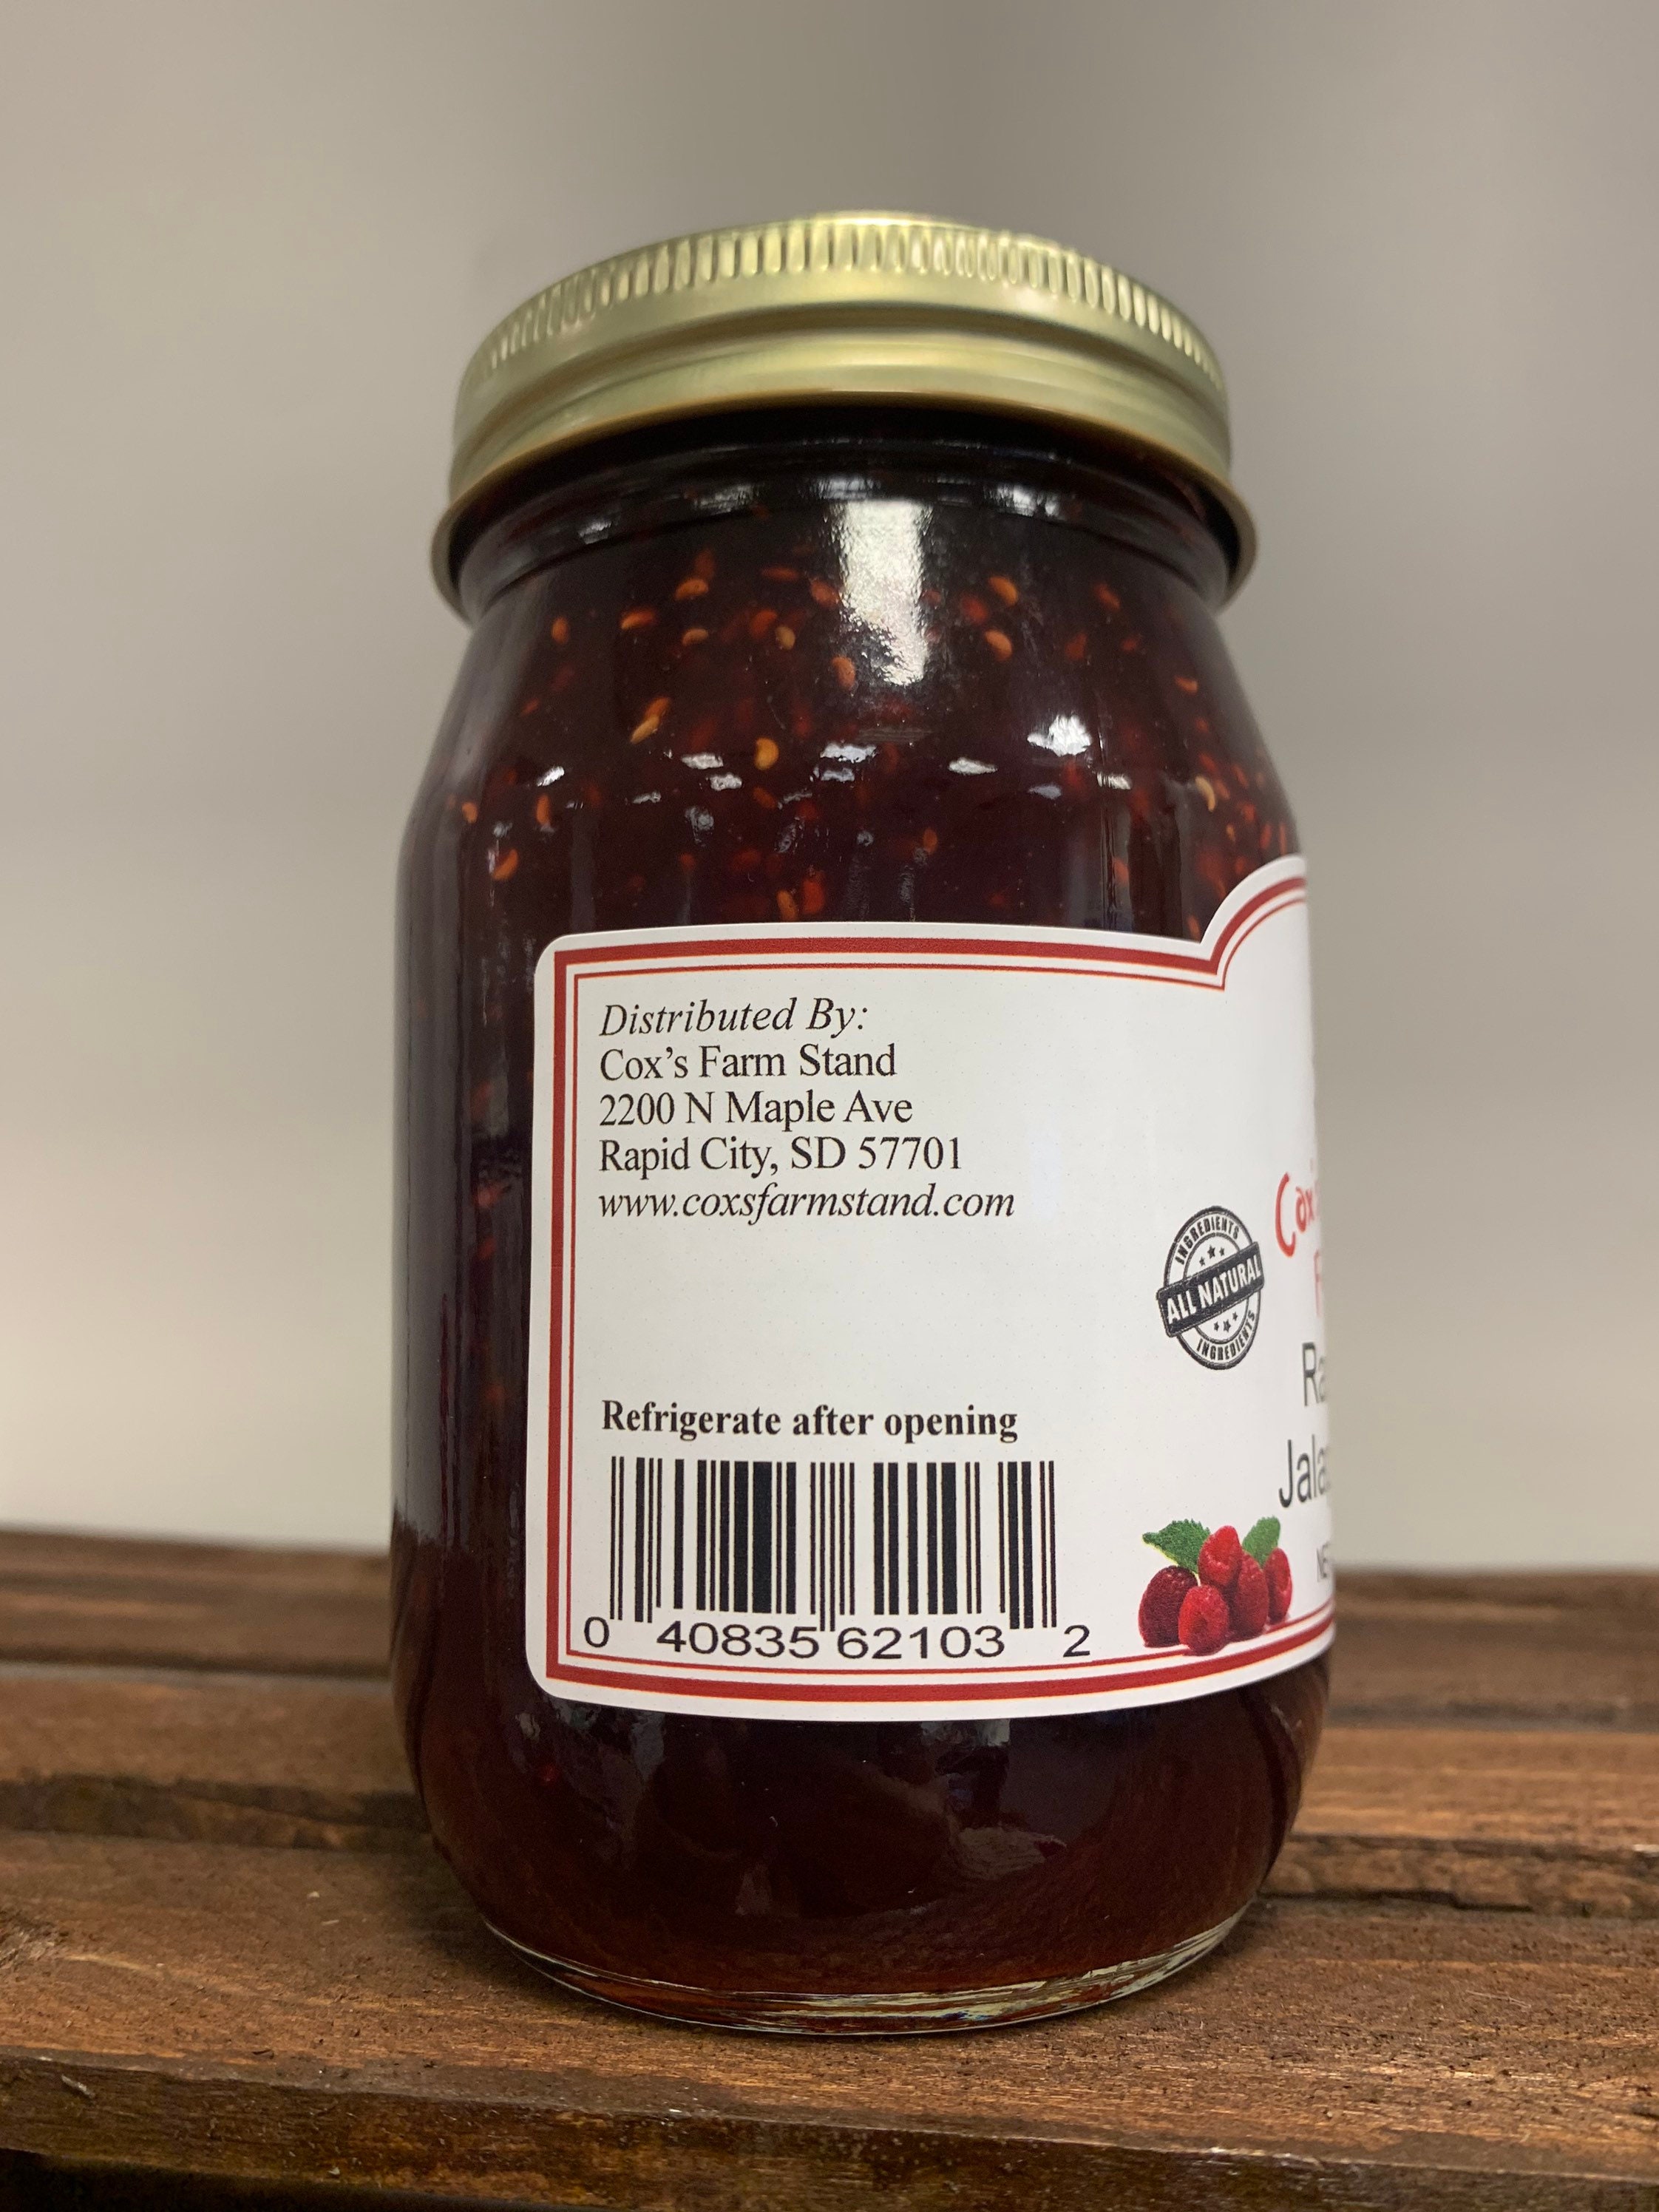 Distributed By:
Cox's Farm Stand
2200 N Maple Ave
Rapid City, SD 57701
www.coxsfarmstand.com
INGREDIENTS
ALL NATURAL
INGREDIENTS
Refrigerate after opening
0 40835 62103 2